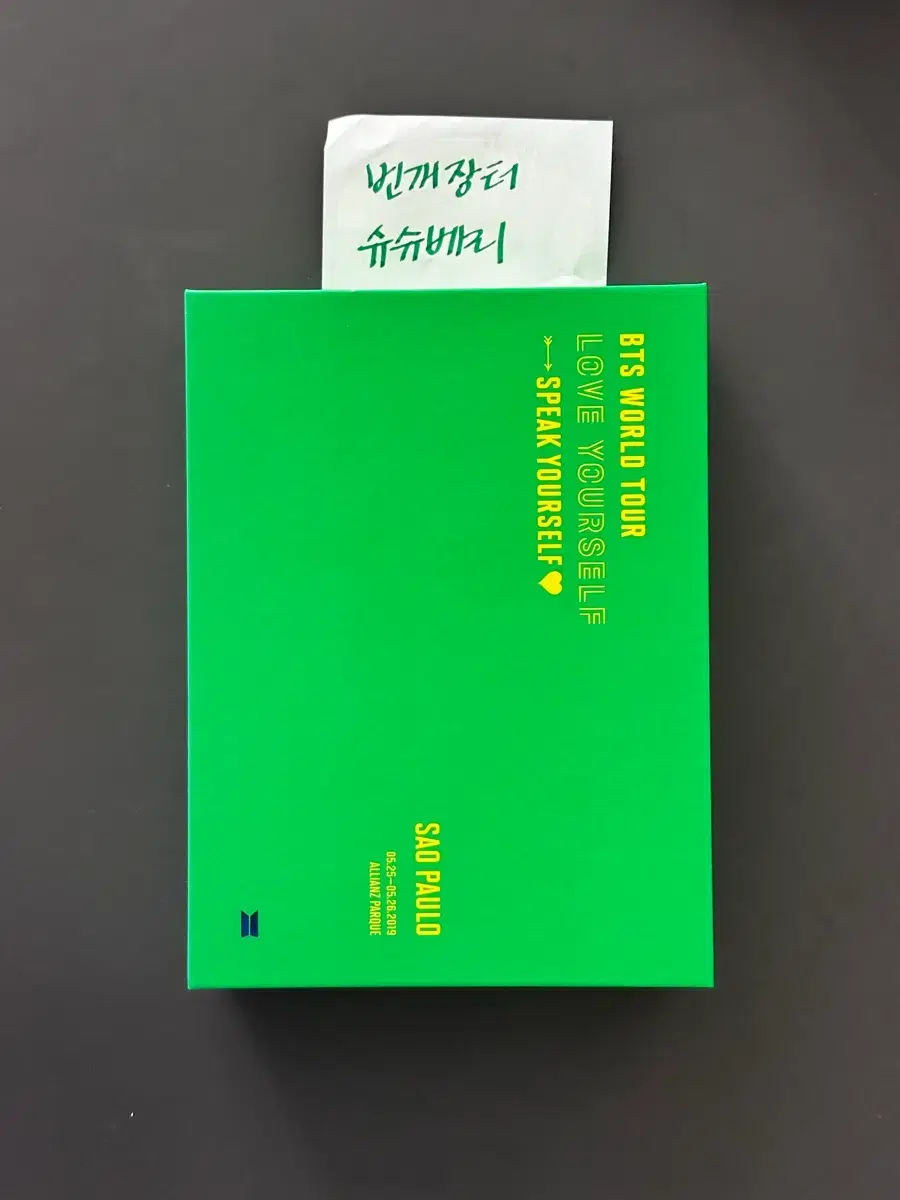 번개장터
슈슈베리
BTS WORLD TOUR
LOVE YOURSELF
SPEAK YOURSELF
SAO PAULO
05.25–05.26.2019
ALLIANZ PARQUE